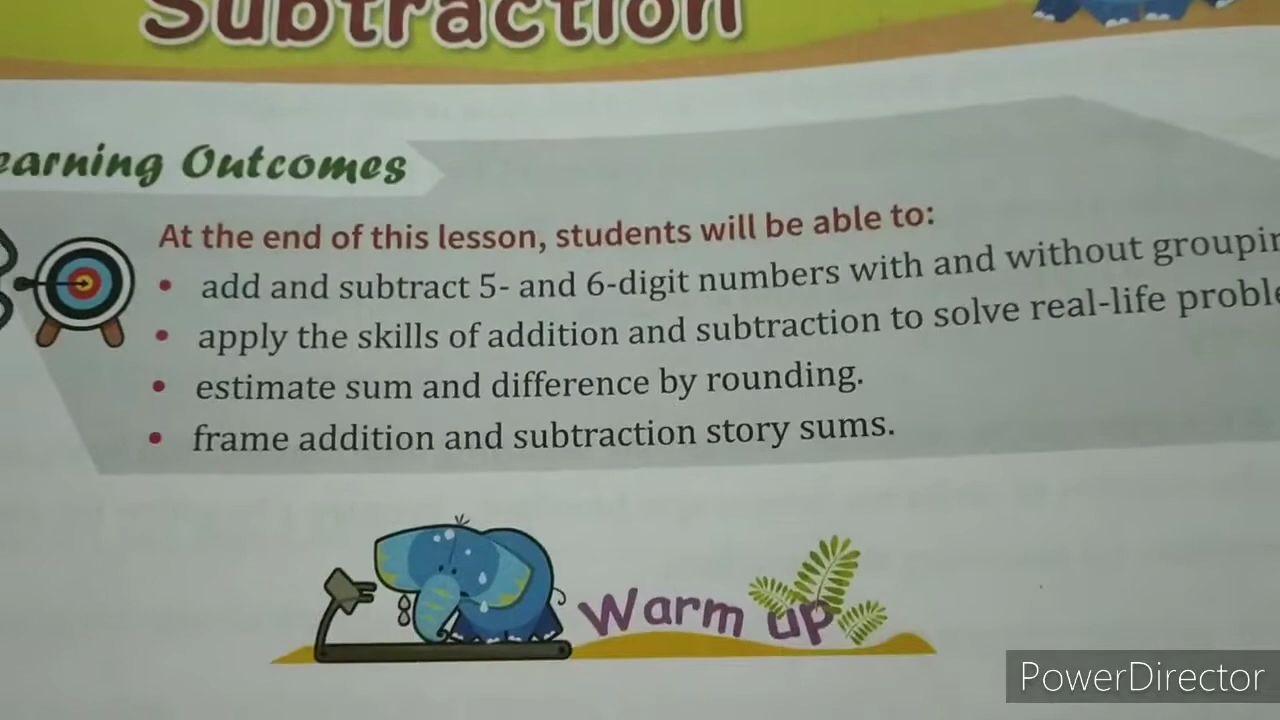 Subtraction
earning Outcomes
At the end of this lesson, students will be able to:
• add and subtract 5- and 6-digit numbers with and without groupin
• apply the skills of addition and subtraction to solve real-life proble
• estimate sum and difference by rounding.
• frame addition and subtraction story sums.
Warm up
PowerDirector